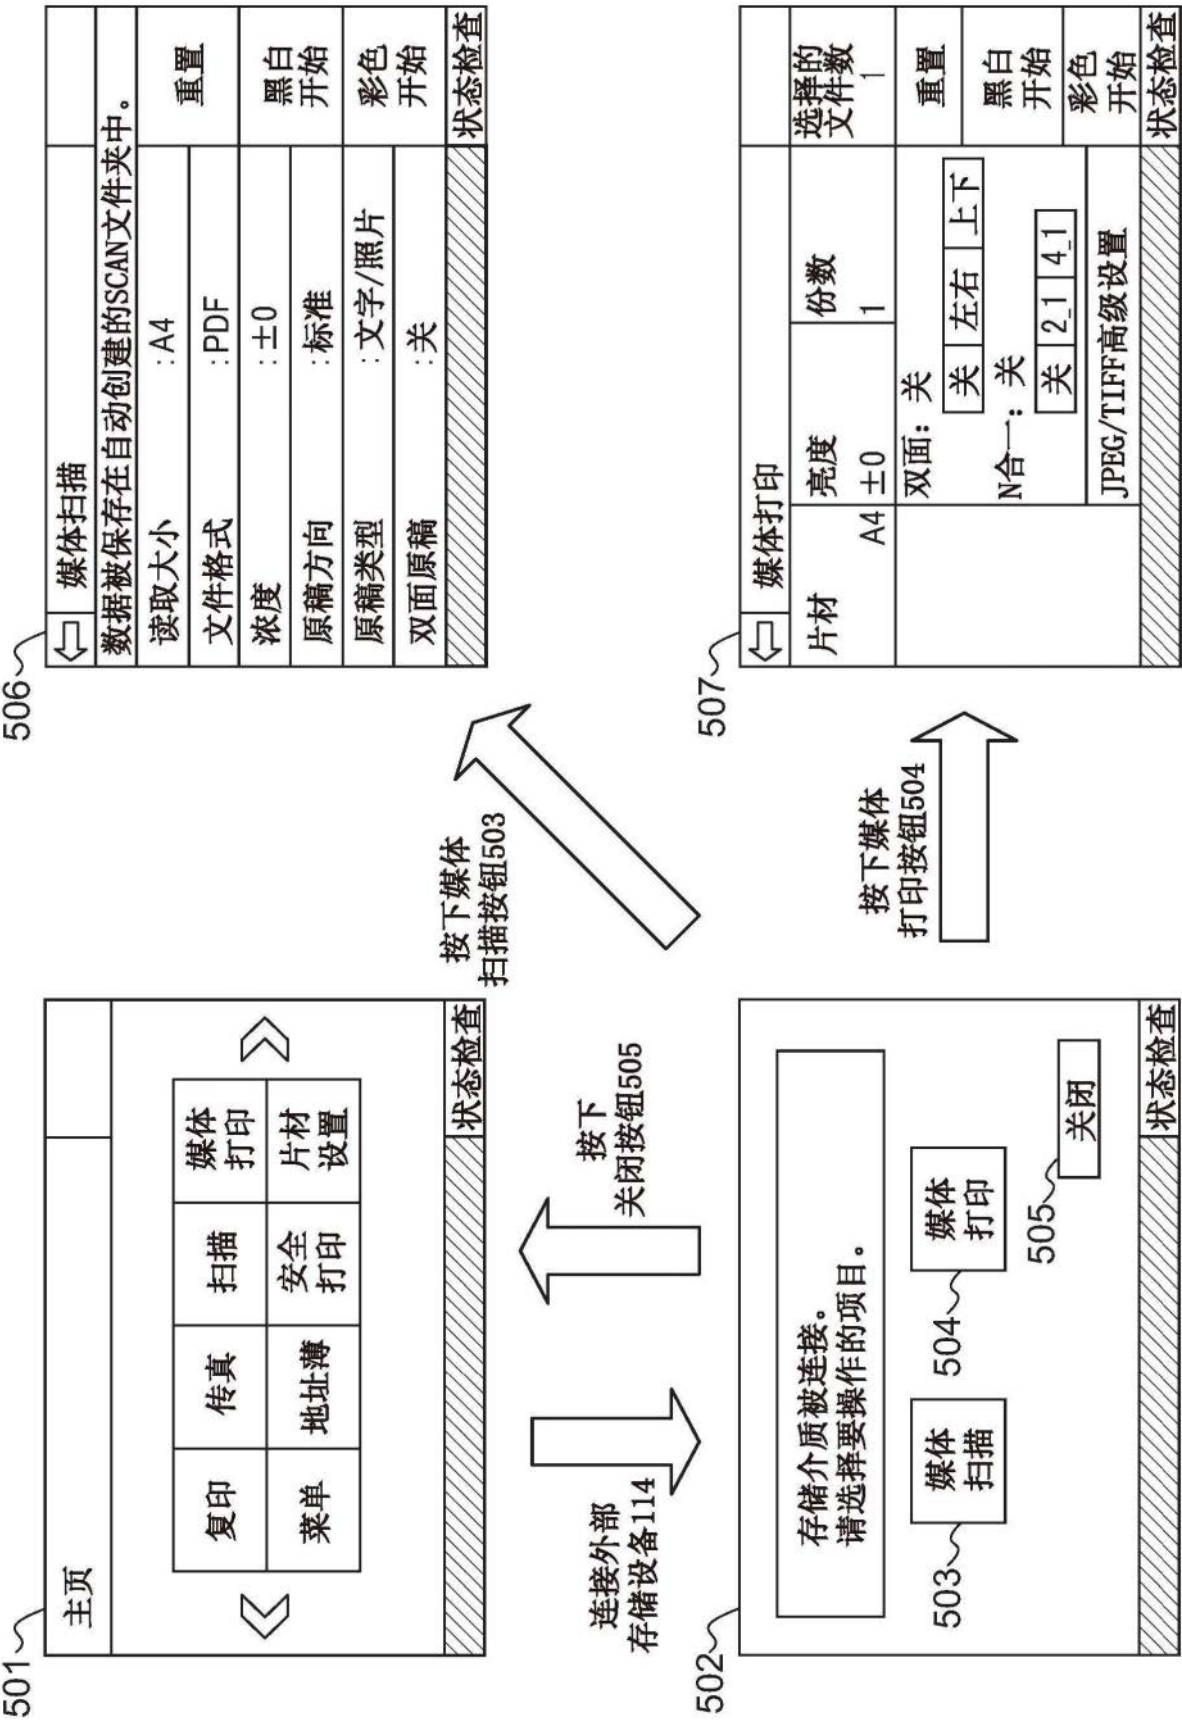 501
主页
复印
传真
扫描
媒体
打印
菜单
地址薄
安全
打印
片材
设置
状态检查
连接外部
存储设备114
按下
关闭按钮505
502
存储介质被连接。
请选择要操作的项目。
503
媒体
扫描
504
媒体
打印
505
关闭
状态检查
按下媒体
扫描按钮503
按下媒体
打印按钮504
506
媒体扫描
数据被保存在自动创建的SCAN文件夹中。
读取大小 :A4
文件格式 :PDF
浓度 :±0
原稿方向 :标准
原稿类型 :文字/照片
双面原稿 :关
重置
黑白
开始
彩色
开始
状态检查
507
媒体打印
片材 A4
亮度 ±0
份数 1
选择的
文件数
1
双面：关
关 左右 上下
N合一：关
关 2_1 4_1
JPEG/TIFF高级设置
重置
黑白
开始
彩色
开始
状态检查